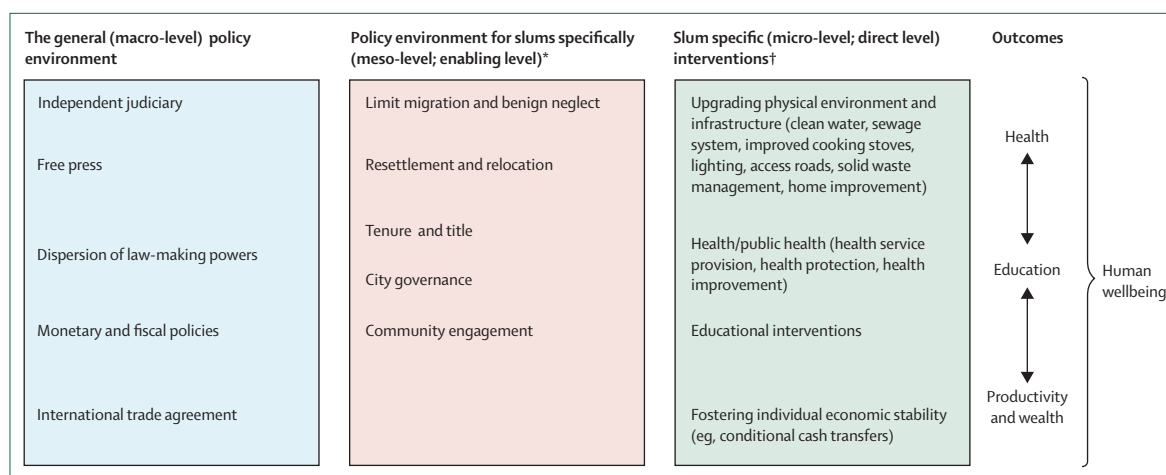 The general (macro-level) policy
environment
Independent judiciary
Free press
Dispersion of law-making powers
Monetary and fiscal policies
International trade agreement
Policy environment for slums specifically
(meso-level; enabling level)*
Limit migration and benign neglect
Resettlement and relocation
Tenure and title
City governance
Community engagement
Slum specific (micro-level; direct level)
interventions†
Upgrading physical environment and
infrastructure (clean water, sewage
system, improved cooking stoves,
lighting, access roads, solid waste
management, home improvement)
Health/public health (health service
provision, health protection, health
improvement)
Educational interventions
Fostering individual economic stability
(eg, conditional cash transfers)
Outcomes
Health
Education
Productivity
and wealth
Human
wellbeing